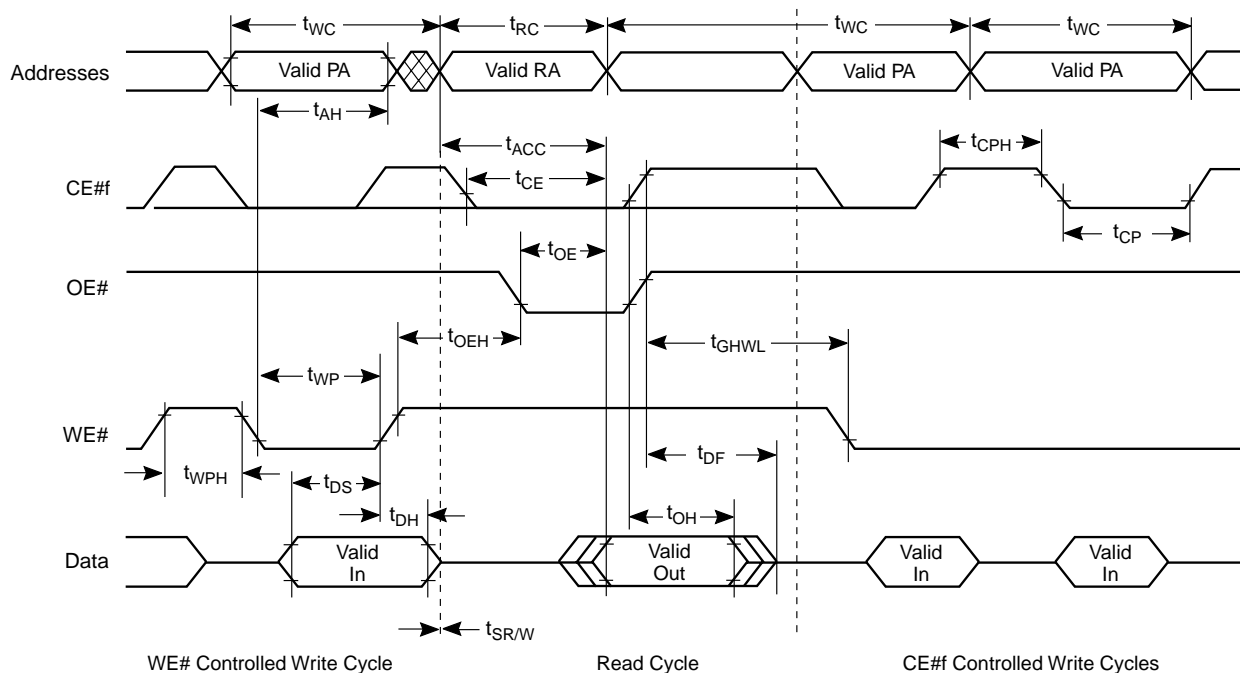 tWC tRC tWC tWC
Addresses Valid PA Valid RA Valid PA Valid PA
tAH
tACC tCPH
CE#f tCE
tCP
tOE
OE#
tOEH tGHWL
tWP
WE#
tWPH tDS tDF
tDH tOH
Data Valid In Valid Out Valid In Valid In
tSR/W
WE# Controlled Write Cycle Read Cycle CE#f Controlled Write Cycles